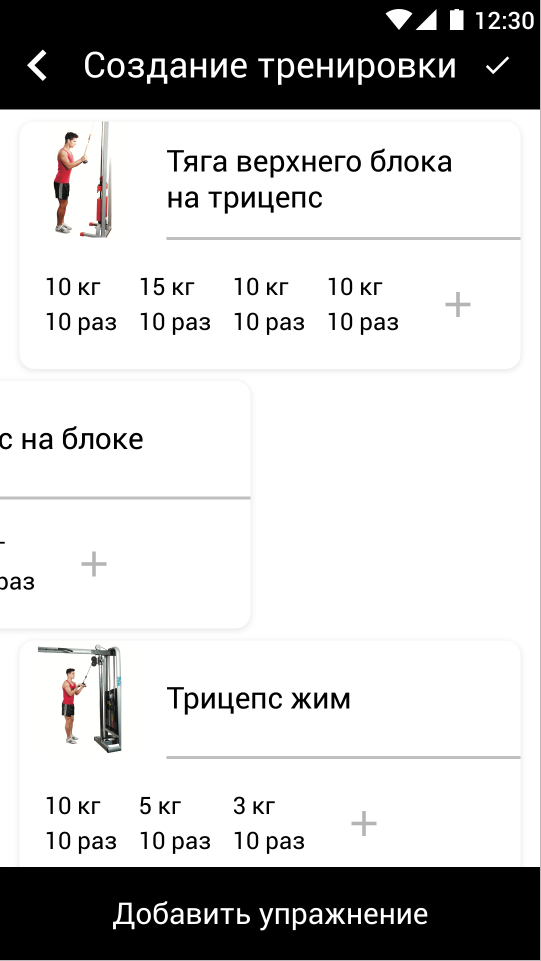 12:30
Создание тренировки
Тяга верхнего блока
на трицепс
10 кг 15 кг 10 кг 10 кг
10 раз 10 раз 10 раз 10 раз
с на блоке
раз
Трицепс жим
10 кг 5 кг 3 кг
10 раз 10 раз 10 раз
Добавить упражнение